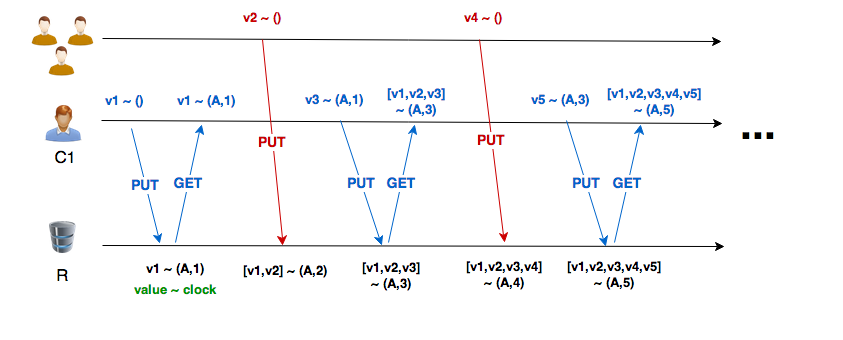 v2 ~ ()
v4 ~ ()
v1 ~ ()
v1 ~ (A,1)
v3 ~ (A,1)
[v1,v2,v3]
~ (A,3)
v5 ~ (A,3)
[v1,v2,v3,v4,v5]
~ (A,5)
...
C1
PUT
PUT
PUT
GET
PUT
GET
PUT
GET
R
v1 ~ (A,1)
value ~ clock
[v1,v2] ~ (A,2)
[v1,v2,v3]
~ (A,3)
[v1,v2,v3,v4]
~ (A,4)
[v1,v2,v3,v4,v5]
~ (A,5)